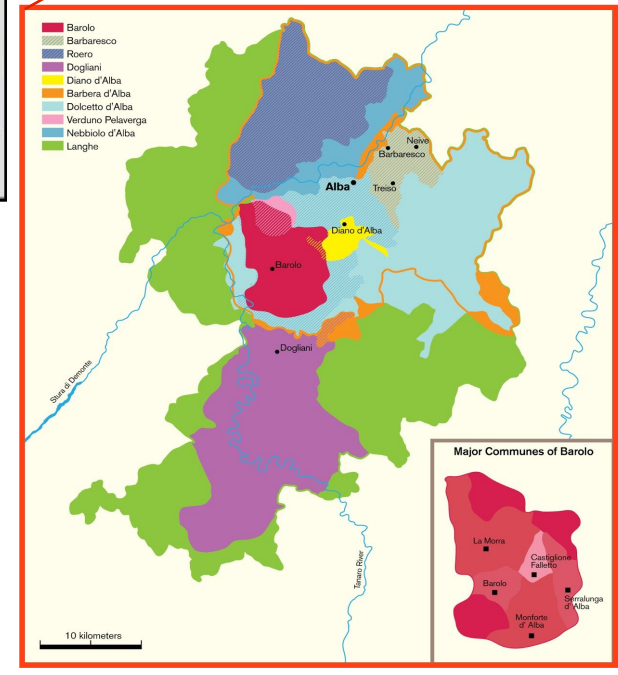 Barolo
Barbaresco
Roero
Dogliani
Diano d'Alba
Barbera d'Alba
Dolcetto d'Alba
Verduno Pelaverga
Nebbiolo d'Alba
Langhe
Neive
Barbaresco
Alba
Treiso
Diano d'Alba
Barolo
Dogliani
Stura di Demonte
Tanaro River
10 kilometers
Major Communes of Barolo
La Morra
Castiglione
Falletto
Barolo
Serralunga
d' Alba
Monforte
d' Alba